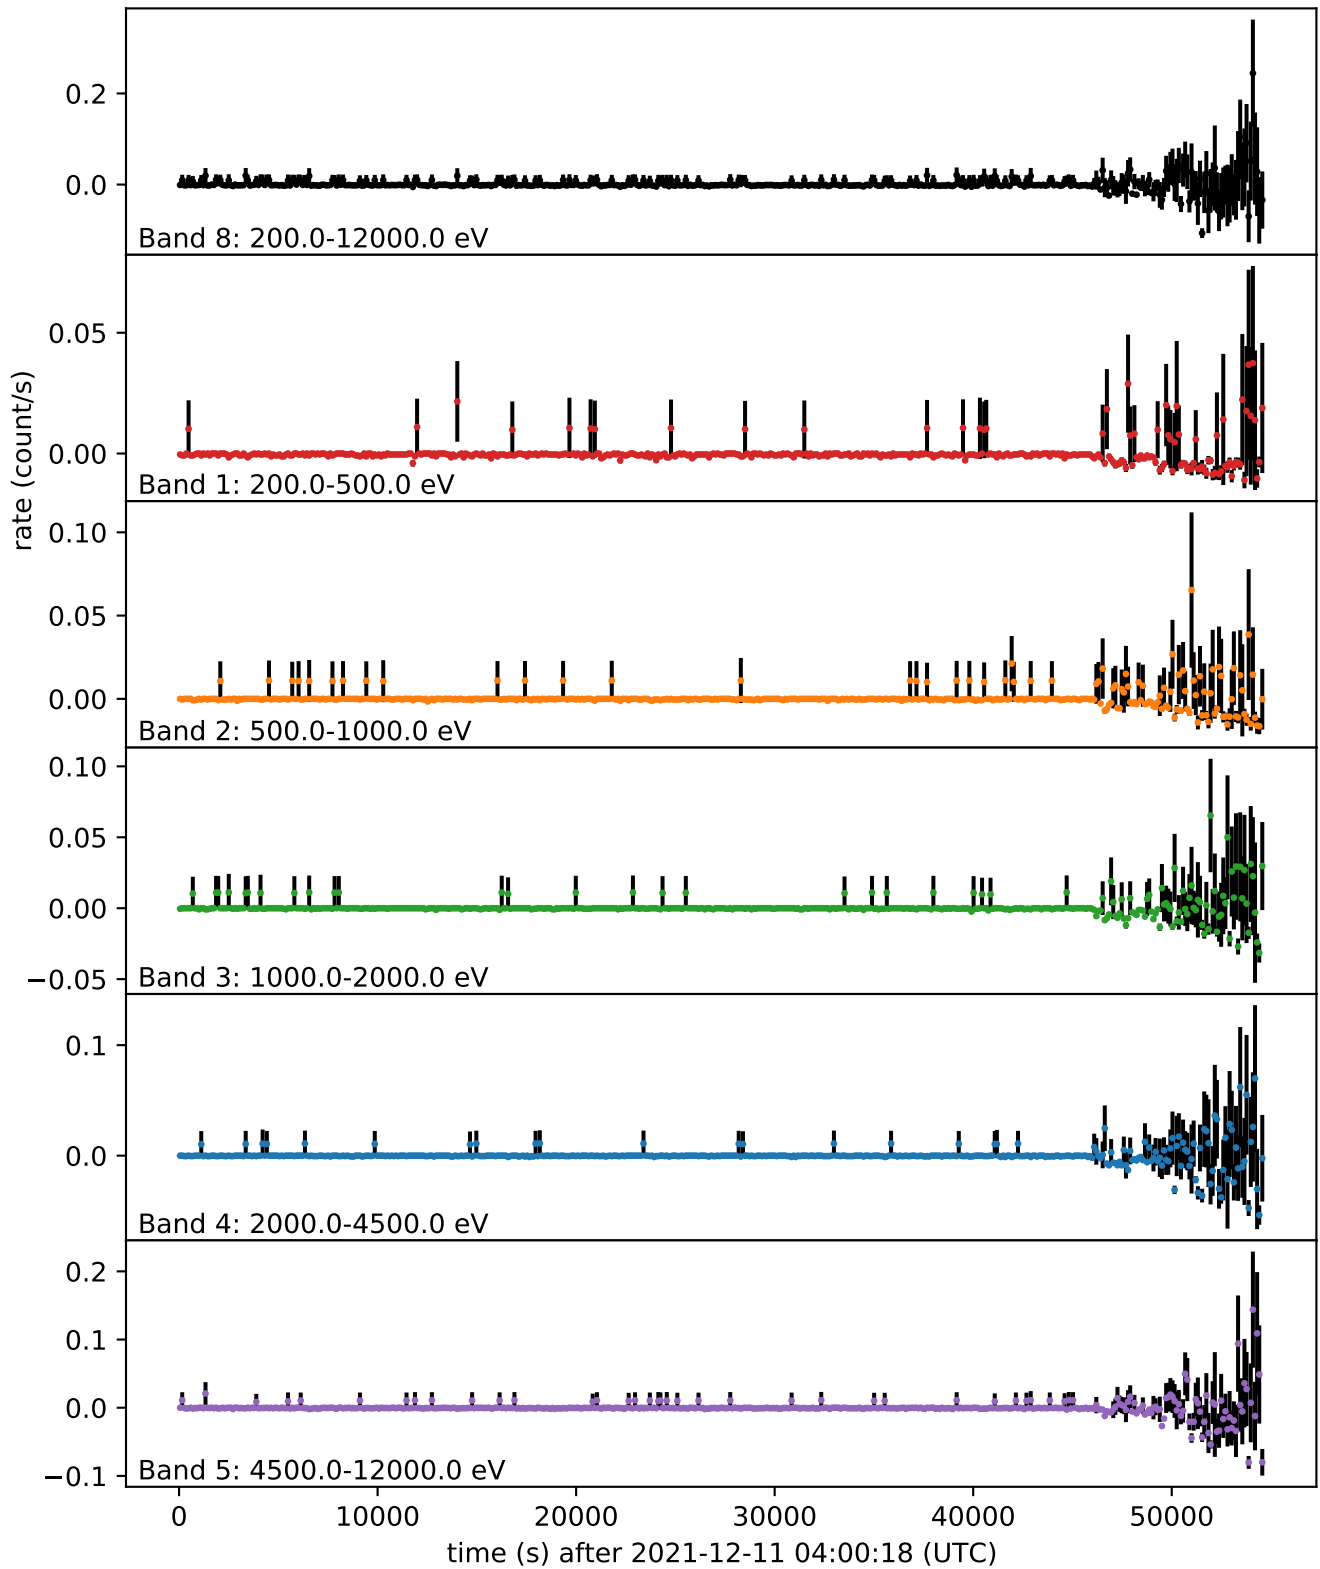 rate (count/s)
0.2
0.0
Band 8: 200.0-12000.0 eV
0.05
0.00
Band 1: 200.0-500.0 eV
0.10
0.05
0.00
Band 2: 500.0-1000.0 eV
0.10
0.05
0.00
−0.05
Band 3: 1000.0-2000.0 eV
0.1
0.0
Band 4: 2000.0-4500.0 eV
0.2
0.1
0.0
−0.1
Band 5: 4500.0-12000.0 eV
0 10000 20000 30000 40000 50000
time (s) after 2021-12-11 04:00:18 (UTC)